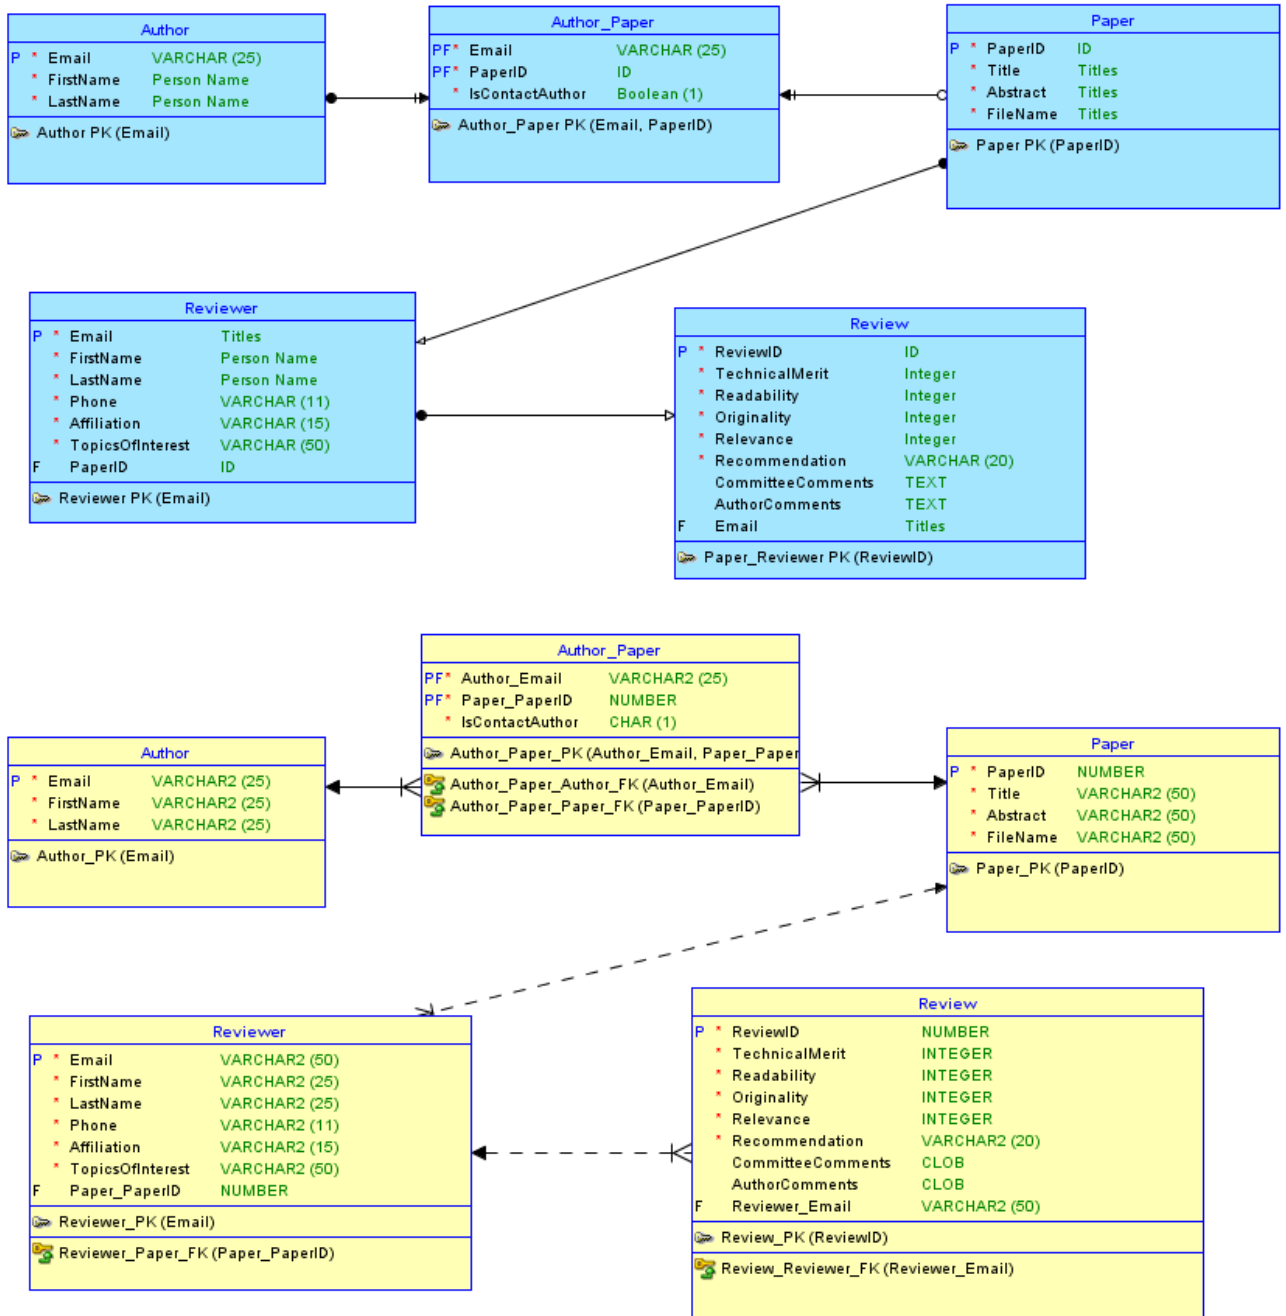 Author
P * Email VARCHAR (25)
* FirstName Person Name
* LastName Person Name
Author PK (Email)
Author_Paper
PF* Email VARCHAR (25)
PF* PaperID ID
* IsContactAuthor Boolean (1)
Author_Paper PK (Email, PaperID)
Paper
P * PaperID ID
* Title Titles
* Abstract Titles
* FileName Titles
Paper PK (PaperID)
Reviewer
P * Email Titles
* FirstName Person Name
* LastName Person Name
* Phone VARCHAR (11)
* Affiliation VARCHAR (15)
* TopicsOfInterest VARCHAR (50)
F PaperID ID
Reviewer PK (Email)
Review
P * ReviewID ID
* TechnicalMerit Integer
* Readability Integer
* Originality Integer
* Relevance Integer
* Recommendation VARCHAR (20)
CommitteeComments TEXT
AuthorComments TEXT
F Email Titles
Paper_Reviewer PK (ReviewID)
Author_Paper
PF* Author_Email VARCHAR2 (25)
PF* Paper_PaperID NUMBER
* IsContactAuthor CHAR (1)
Author_Paper_PK (Author_Email, Paper_Paper
Author_Paper_Author_FK (Author_Email)
Author_Paper_Paper_FK (Paper_PaperID)
Author
P * Email VARCHAR2 (25)
* FirstName VARCHAR2 (25)
* LastName VARCHAR2 (25)
Author_PK (Email)
Paper
P * PaperID NUMBER
* Title VARCHAR2 (50)
* Abstract VARCHAR2 (50)
* FileName VARCHAR2 (50)
Paper_PK (PaperID)
Reviewer
P * Email VARCHAR2 (50)
* FirstName VARCHAR2 (25)
* LastName VARCHAR2 (25)
* Phone VARCHAR2 (11)
* Affiliation VARCHAR2 (15)
* TopicsOfInterest VARCHAR2 (50)
F Paper_PaperID NUMBER
Reviewer_PK (Email)
Reviewer_Paper_FK (Paper_PaperID)
Review
P * ReviewID NUMBER
* TechnicalMerit INTEGER
* Readability INTEGER
* Originality INTEGER
* Relevance INTEGER
* Recommendation VARCHAR2 (20)
CommitteeComments CLOB
AuthorComments CLOB
F Reviewer_Email VARCHAR2 (50)
Review_PK (ReviewID)
Review_Reviewer_FK (Reviewer_Email)